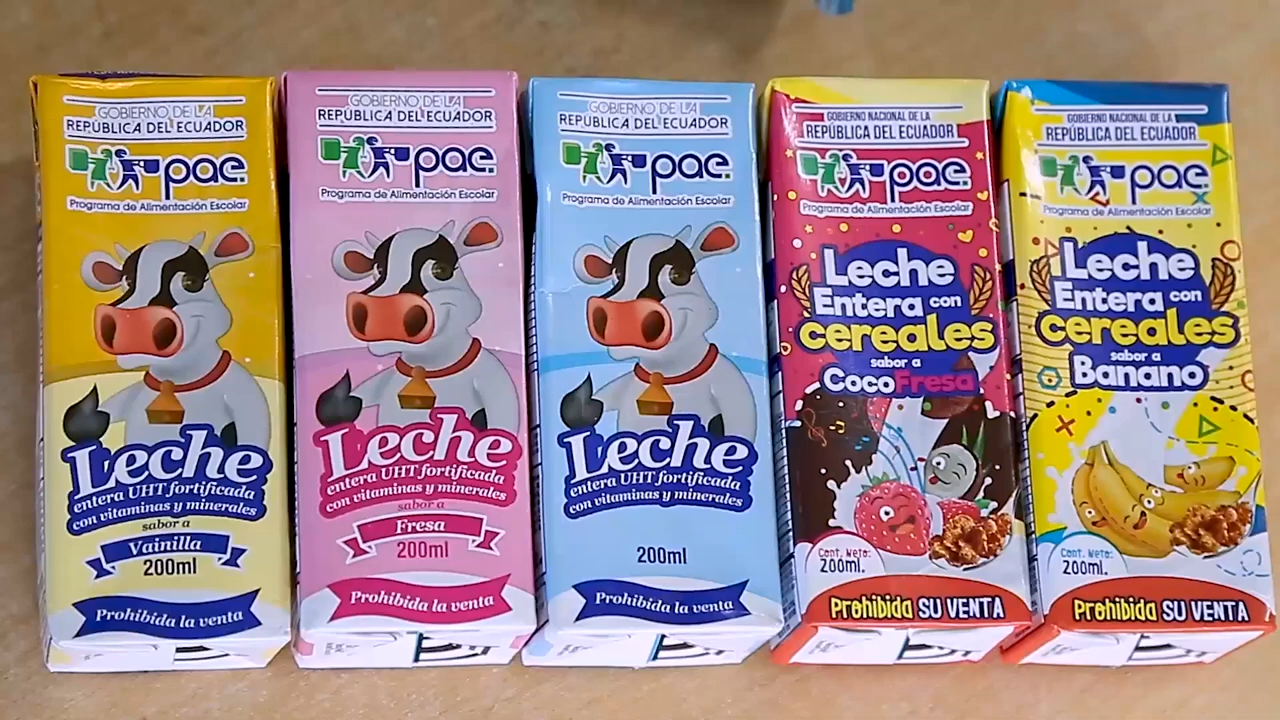 GOBIERNO DE LA
REPÚBLICA DEL ECUADOR
pae.
Programa de Alimentación Escolar
Leche
entera UHT fortificada
con vitaminas y minerales
sabor a
Vainilla
200ml
Prohibida la venta
GOBIERNO DE LA
REPÚBLICA DEL ECUADOR
pae.
Programa de Alimentación Escolar
Leche
entera UHT fortificada
con vitaminas y minerales
sabor a
Fresa
200ml
Prohibida la venta
GOBIERNO DE LA
REPÚBLICA DEL ECUADOR
pae.
Programa de Alimentación Escolar
Leche
entera UHT fortificada
con vitaminas y minerales
200ml
Prohibida la venta
GOBIERNO NACIONAL DE LA
REPÚBLICA DEL ECUADOR
pae.
Programa de Alimentación Escolar
Leche
Entera con
cereales
sabor a
CocoFresa
Cont. Neto:
200ml.
Prohibida SU VENTA
GOBIERNO NACIONAL DE LA
REPÚBLICA DEL ECUADOR
pae.
Programa de Alimentación Escolar
Leche
Entera con
cereales
sabor a
Banano
Cont. Neto:
200ml.
Prohibida SU VENTA